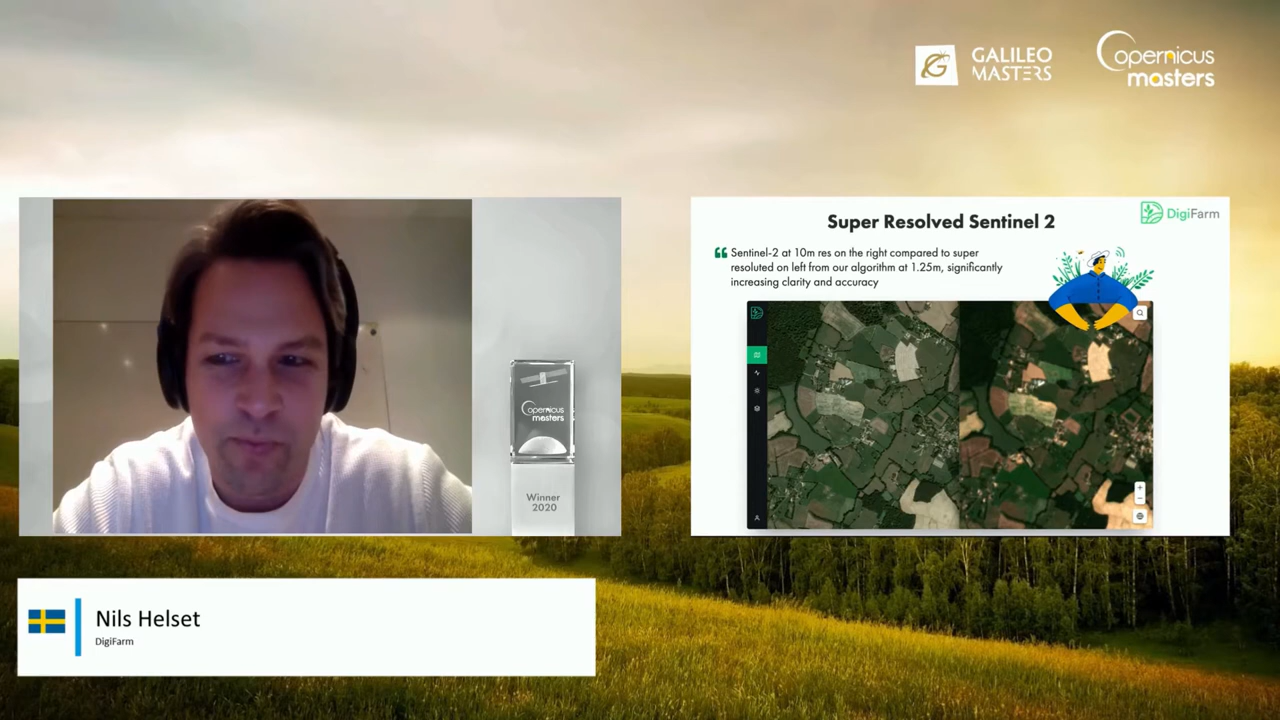 GALILEO
MASTERS
Copernicus
masters
Super Resolved Sentinel 2
DigiFarm
Sentinel-2 at 10m res on the right compared to super
resoluted on left from our algorithm at 1.25m, significantly
increasing clarity and accuracy
Copernicus
masters
Winner
2020
Nils Helset
DigiFarm